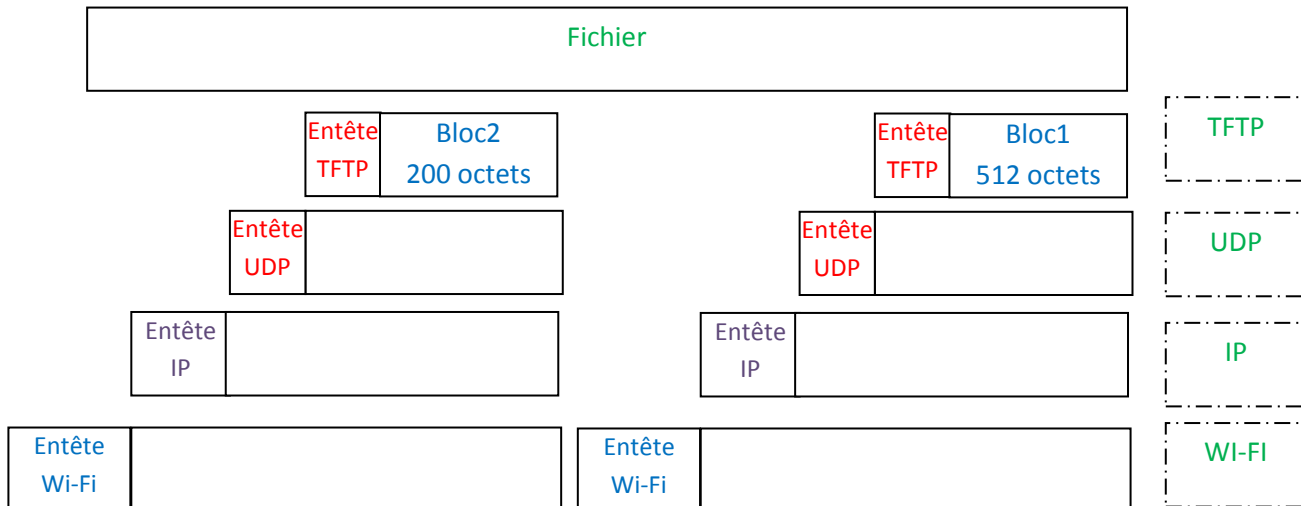 Fichier
Entête
TFTP
Bloc2
200 octets
Entête
TFTP
Bloc1
512 octets
TFTP
Entête
UDP
Entête
UDP
UDP
Entête
IP
Entête
IP
IP
Entête
Wi-Fi
Entête
Wi-Fi
WI-FI